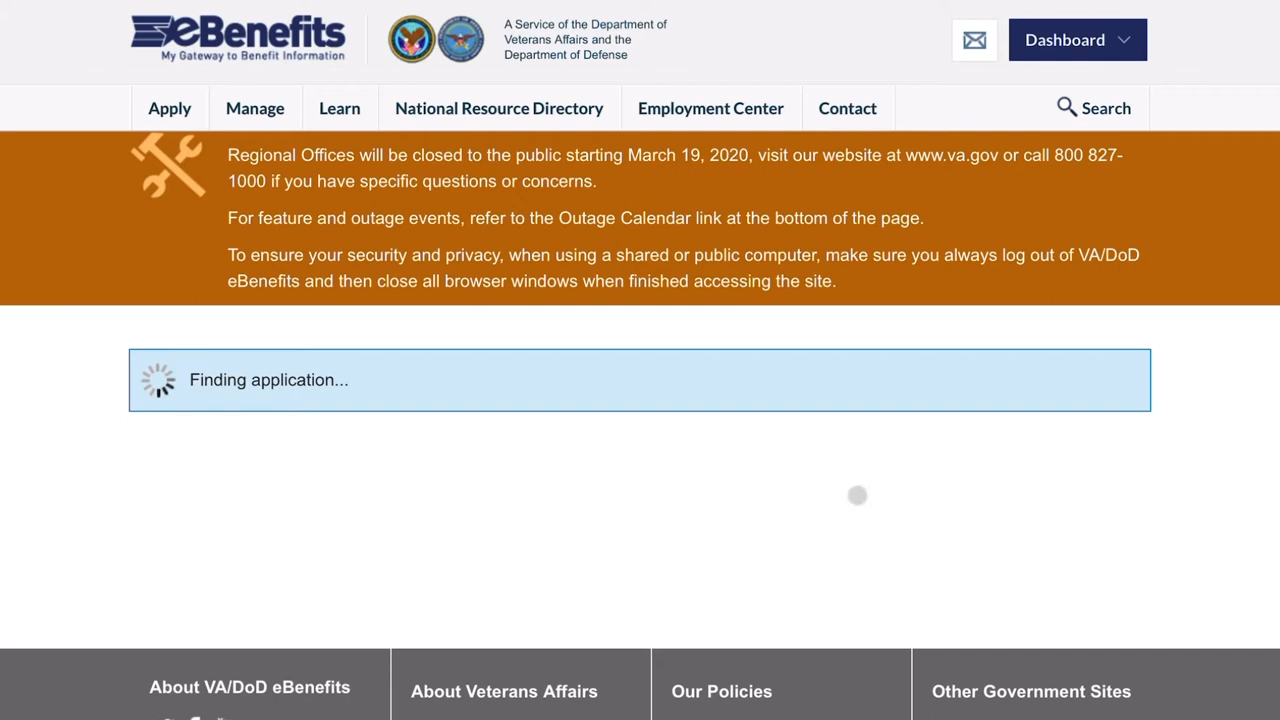 eBenefits
My Gateway to Benefit Information
A Service of the Department of
Veterans Affairs and the
Department of Defense
Dashboard
Apply
Manage
Learn
National Resource Directory
Employment Center
Contact
Search
Regional Offices will be closed to the public starting March 19, 2020, visit our website at www.va.gov or call 800 827-
1000 if you have specific questions or concerns.
For feature and outage events, refer to the Outage Calendar link at the bottom of the page.
To ensure your security and privacy, when using a shared or public computer, make sure you always log out of VA/DoD
eBenefits and then close all browser windows when finished accessing the site.
Finding application...
About VA/DoD eBenefits
About Veterans Affairs
Our Policies
Other Government Sites